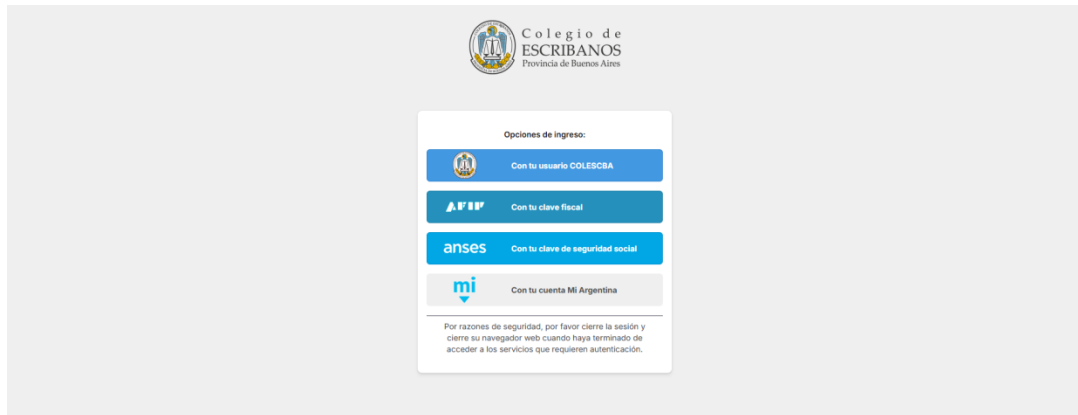 Colegio de
ESCRIBANOS
Provincia de Buenos Aires
Opciones de ingreso:
Con tu usuario COLESCBA
AFIP Con tu clave fiscal
anses Con tu clave de seguridad social
mi Con tu cuenta Mi Argentina
Por razones de seguridad, por favor cierre la sesión y
cierre su navegador web cuando haya terminado de
acceder a los servicios que requieren autenticación.